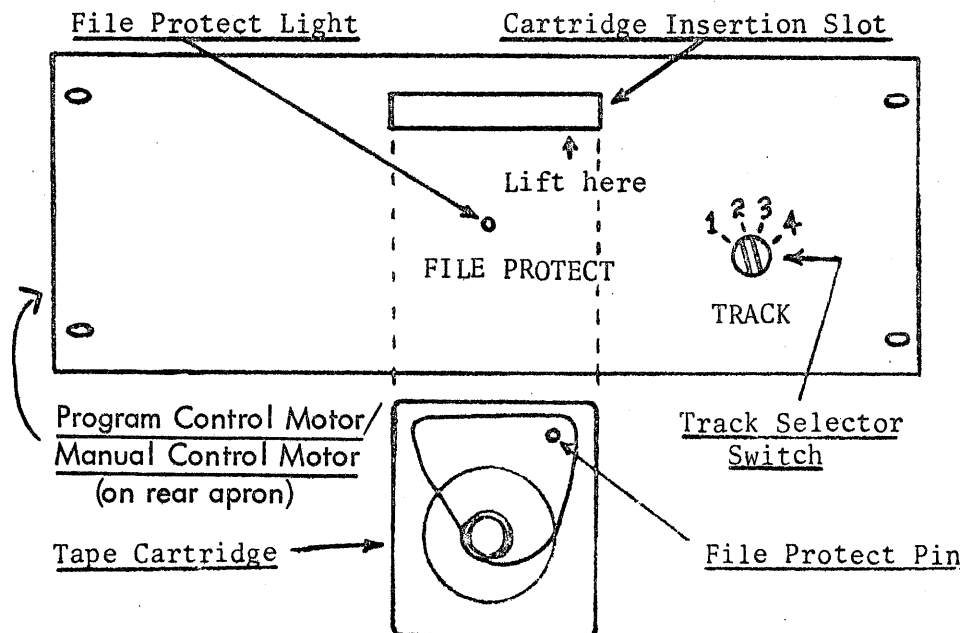 File Protect Light
Cartridge Insertion Slot
Lift here
1 2 3 4
FILE PROTECT
TRACK
Program Control Motor/
Manual Control Motor
(on rear apron)
Track Selector
Switch
Tape Cartridge
File Protect Pin